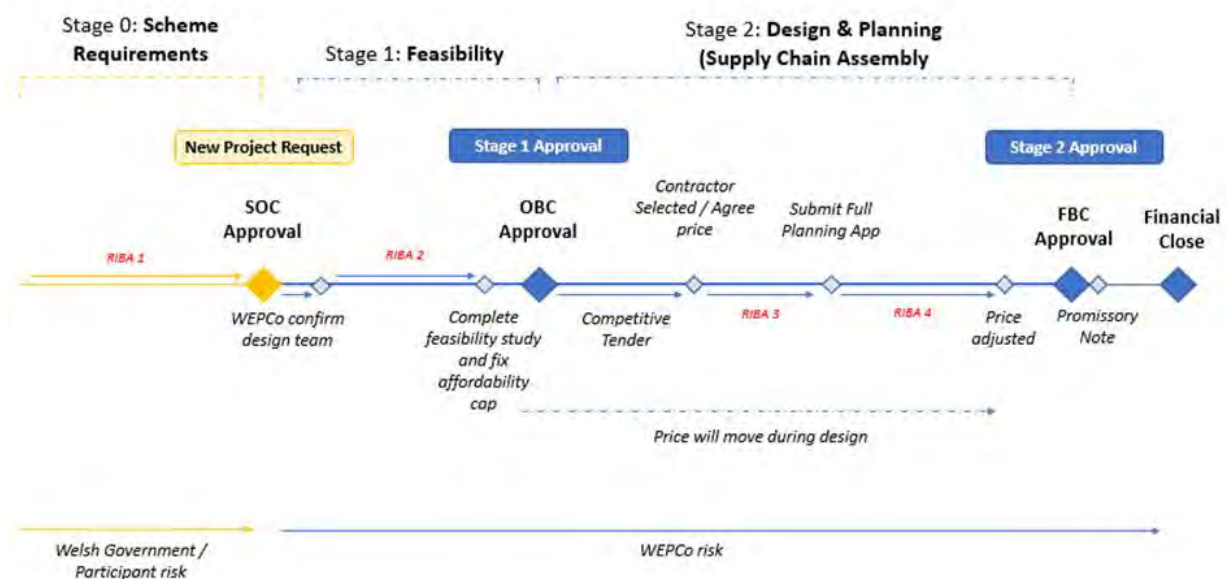 Stage 0: Scheme
Requirements
Stage 1: Feasibility
Stage 2: Design & Planning
(Supply Chain Assembly
New Project Request
Stage 1 Approval
Stage 2 Approval
SOC
Approval
OBC
Approval
Contractor
Selected / Agree
price
Submit Full
Planning App
FBC
Approval
Financial
Close
RIBA 1
RIBA 2
WEPCo confirm
design team
Complete
feasibility study
and fix
affordability
cap
Competitive
Tender
RIBA 3
RIBA 4
Price
adjusted
Promissory
Note
Price will move during design
Welsh Government /
Participant risk
WEPCo risk